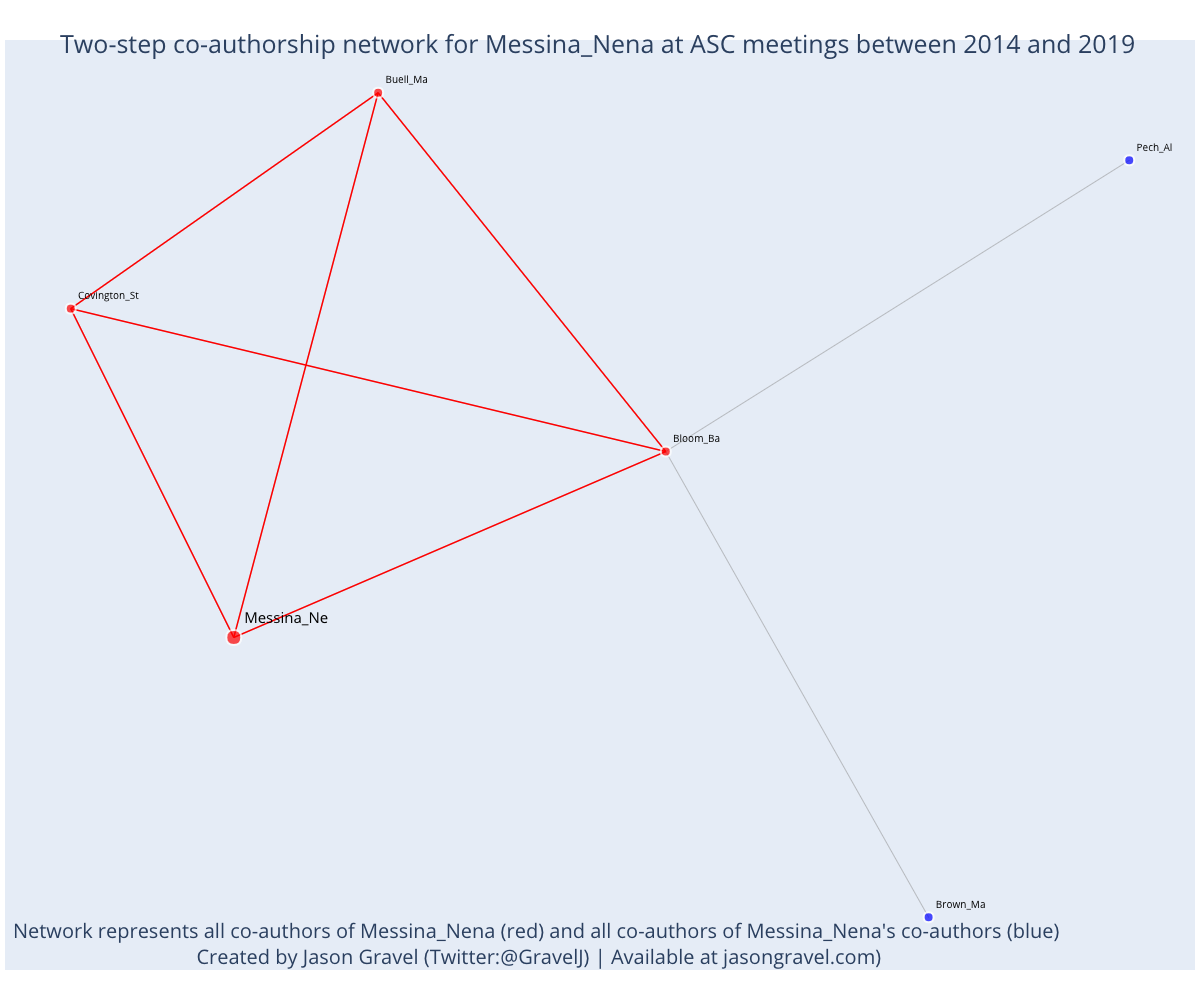 Two-step co-authorship network for Messina_Nena at ASC meetings between 2014 and 2019
Buell_Ma
Pech_Al
Covington_St
Bloom_Ba
Messina_Ne
Brown_Ma
Network represents all co-authors of Messina_Nena (red) and all co-authors of Messina_Nena's co-authors (blue)
Created by Jason Gravel (Twitter:@GravelJ) | Available at jasongravel.com)